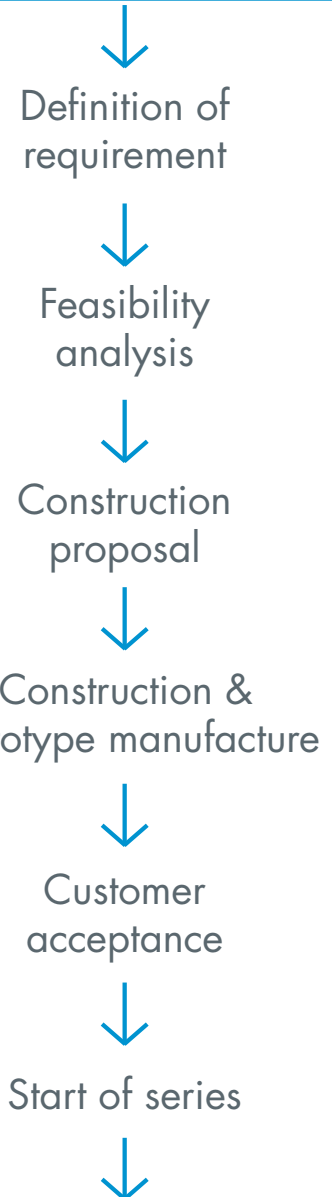 Definition of
requirement
Feasibility
analysis
Construction
proposal
Construction &
otype manufacture
Customer
acceptance
Start of series